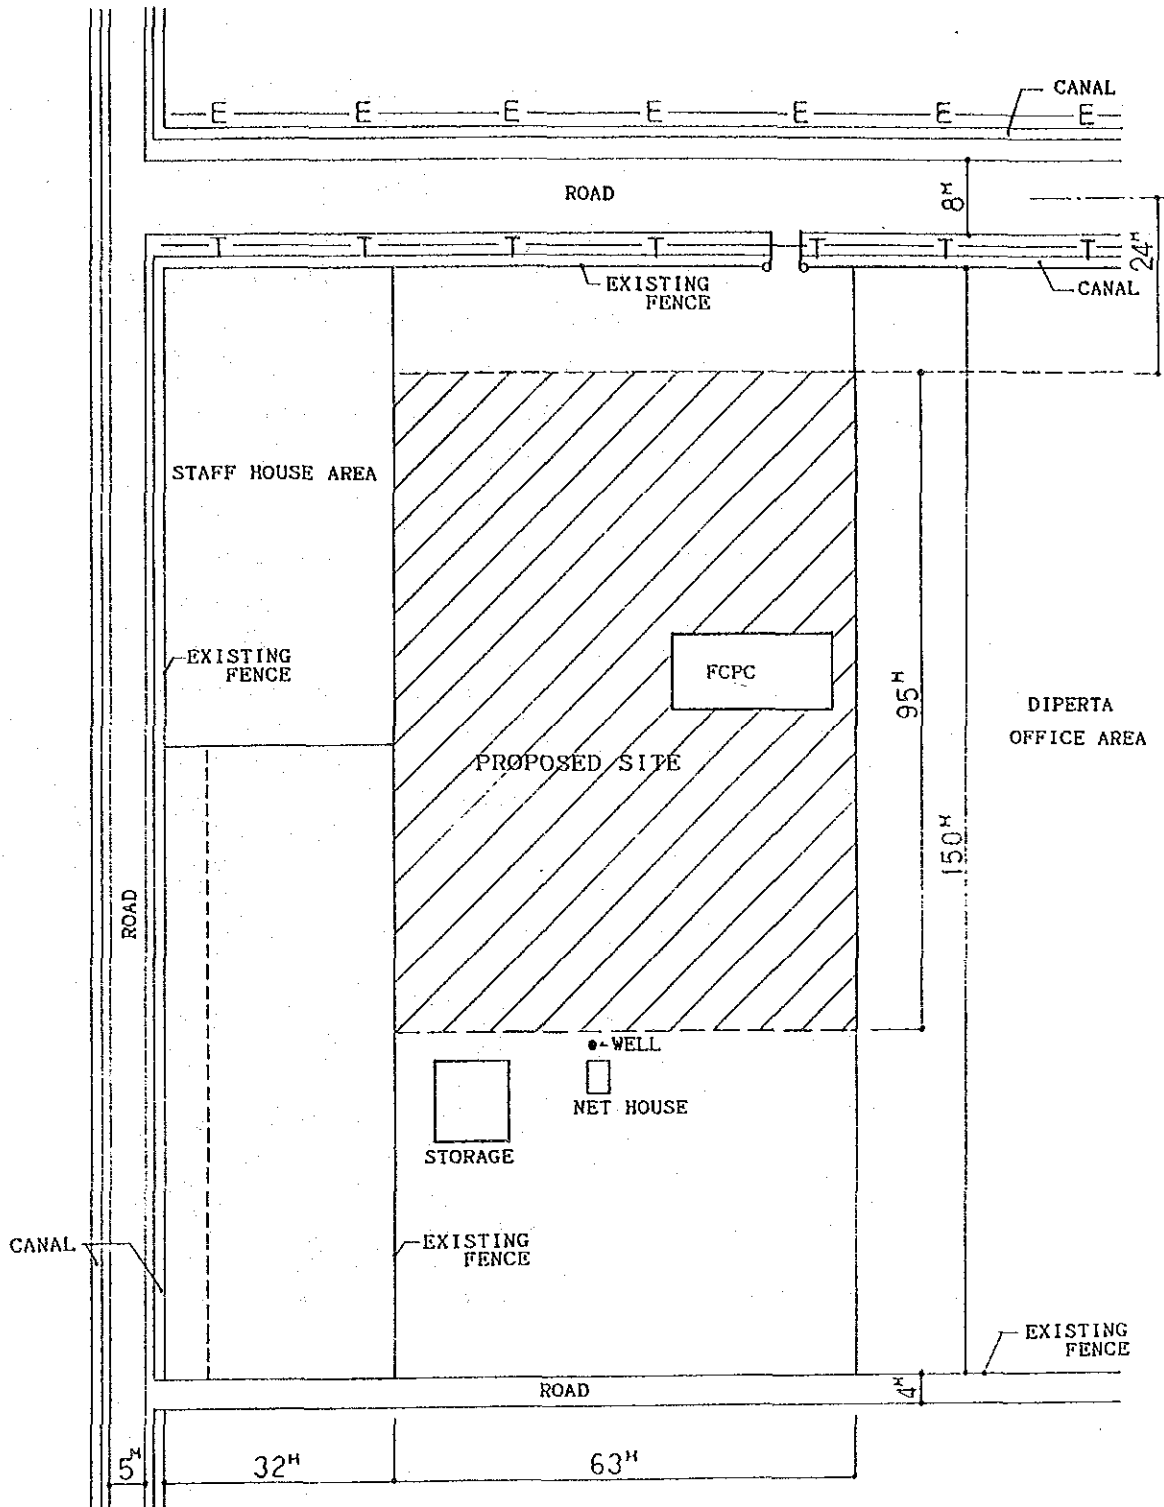 CANAL
E E E E E E E
ROAD
8M
24M
T T T T T T T
EXISTING
FENCE
CANAL
STAFF HOUSE AREA
EXISTING
FENCE
FCPC
95M
DIPERTA
OFFICE AREA
PROPOSED SITE
150M
ROAD
WELL
NET HOUSE
STORAGE
CANAL
EXISTING
FENCE
EXISTING
FENCE
ROAD
4M
5M
32M
63M